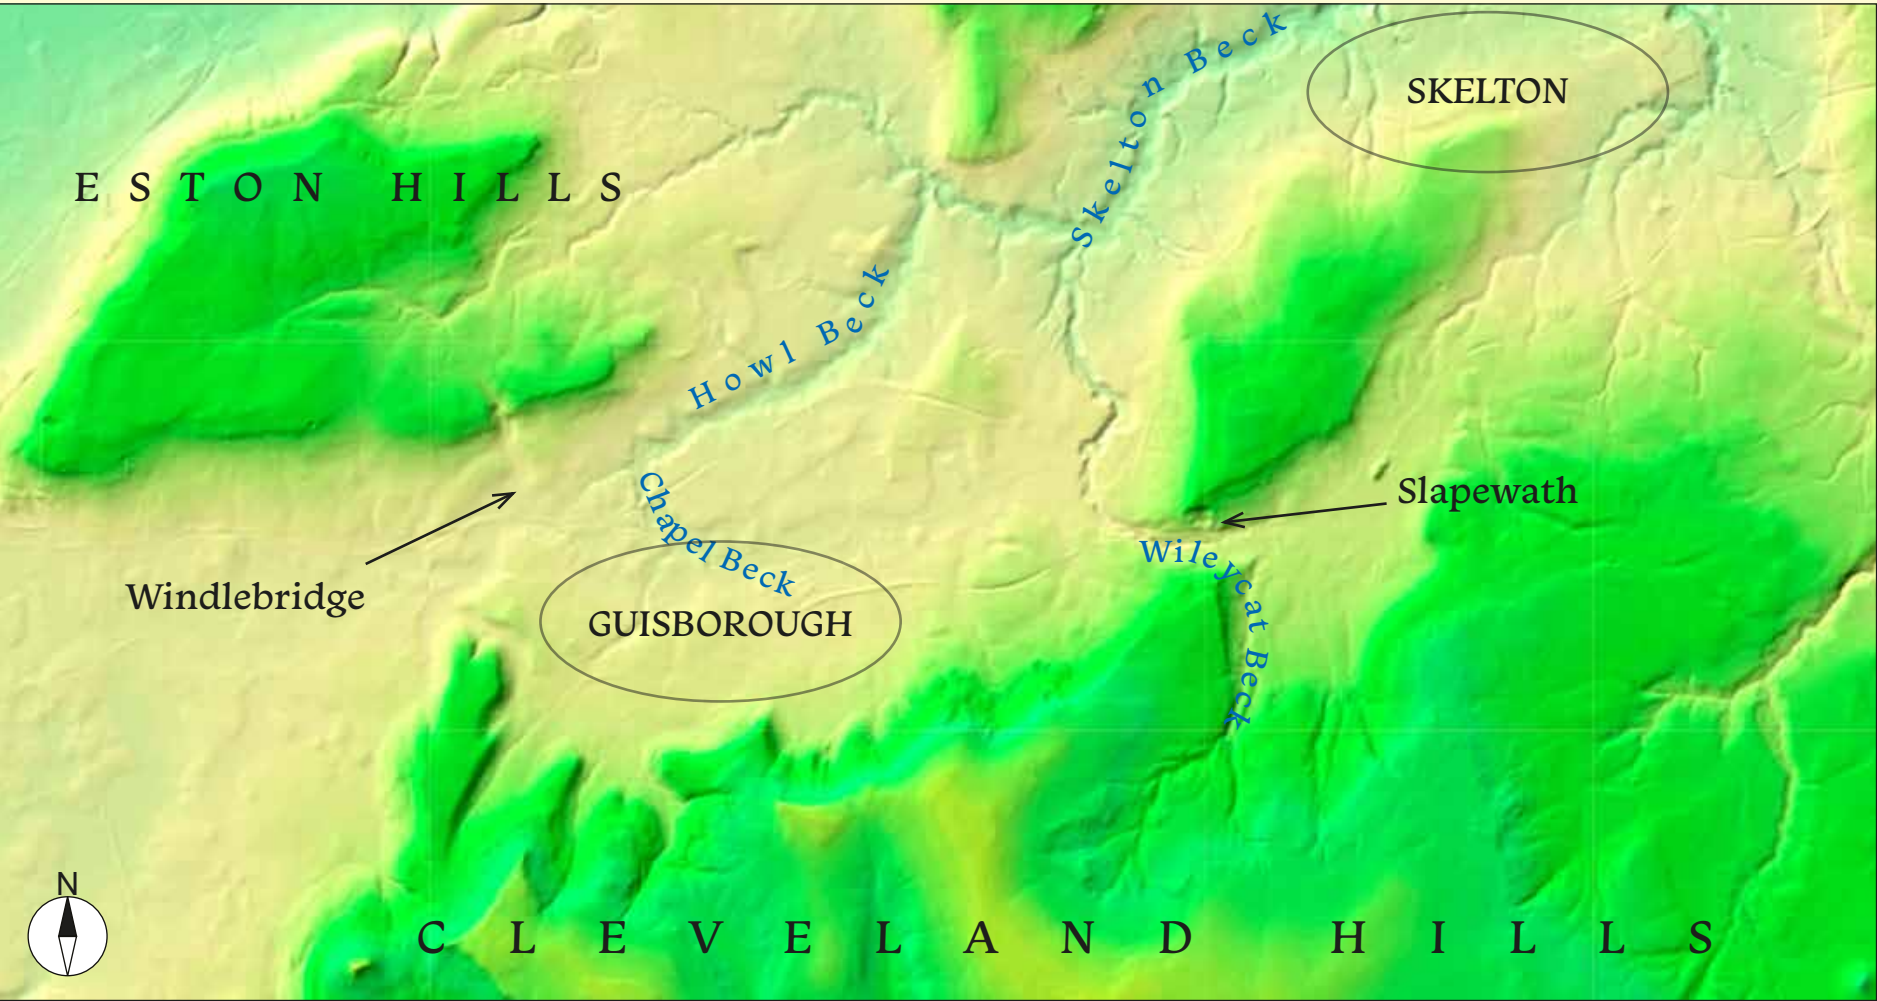 Skelton Beck
SKELTON
ESTON HILLS
Howl Beck
Chapel Beck
Slapewath
Wileycat Beck
Windlebridge
GUISBOROUGH
N
CLEVELAND HILLS